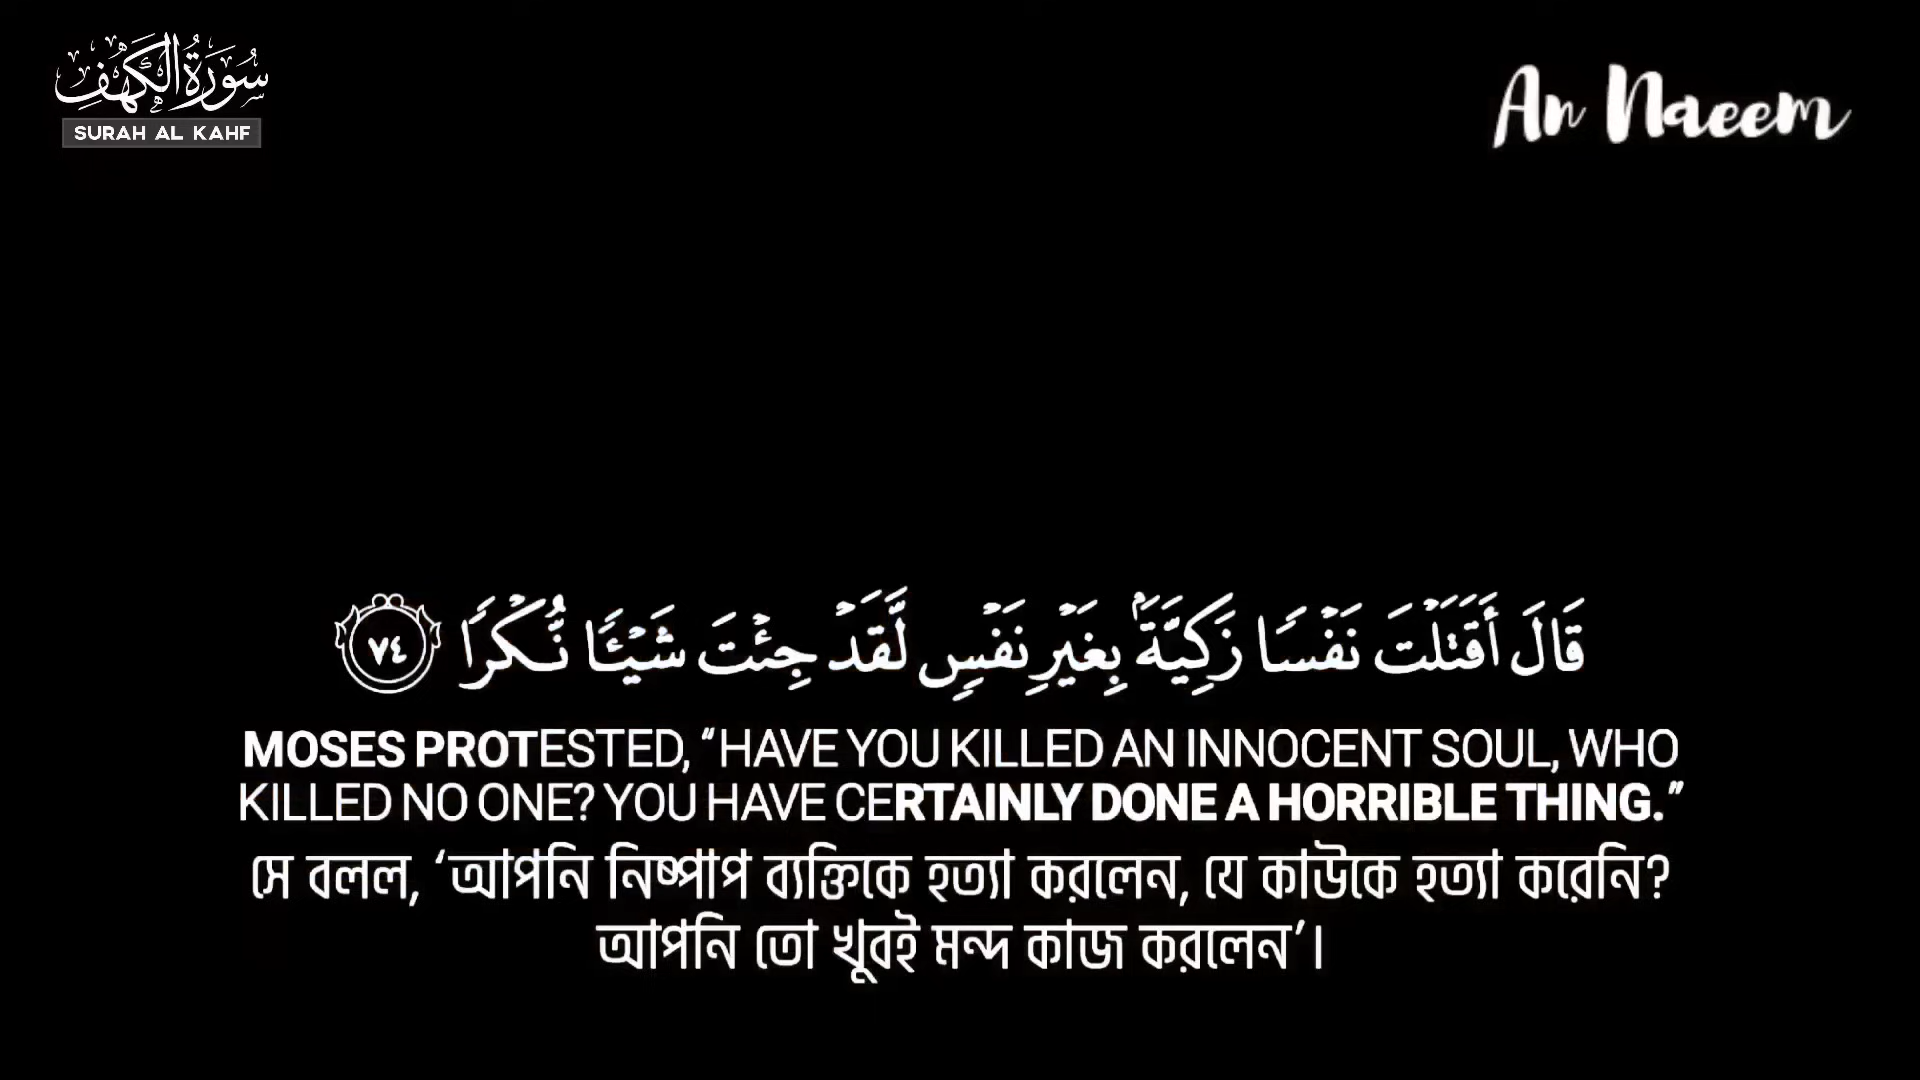 سُورَةُ الكَهْفِ
SURAH AL KAHF
An Naeem
قَالَ أَقَتَلْتَ نَفْسًا زَكِيَّةًۢ بِغَيْرِ نَفْسٍ لَّقَدْ جِئْتَ شَيْـًٔا نُّكْرًا ٧٤
MOSES PROTESTED, “HAVE YOU KILLED AN INNOCENT SOUL, WHO
KILLED NO ONE? YOU HAVE CERTAINLY DONE A HORRIBLE THING.”
সে বলল, ‘আপনি নিষ্পাপ ব্যক্তিকে হত্যা করলেন, যে কাউকে হত্যা করেনি?
আপনি তো খুবই মন্দ কাজ করলেন’।